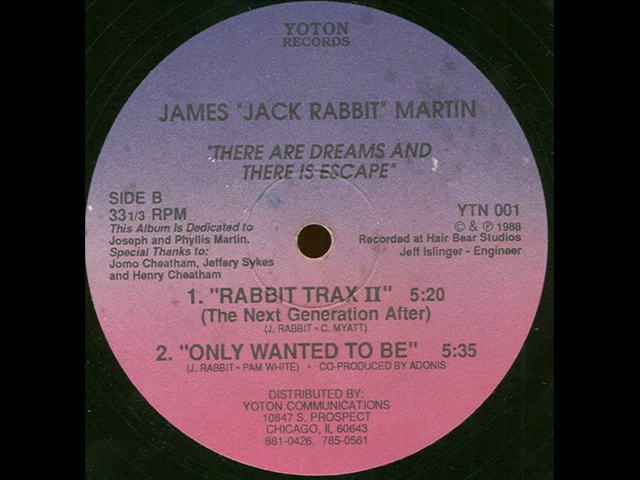 YOTON
RECORDS
JAMES "JACK RABBIT" MARTIN
"THERE ARE DREAMS AND
THERE IS ESCAPE"
SIDE B
33 1/3 RPM
This Album Is Dedicated to
Joseph and Phyllis Martin.
Special Thanks to:
Jomo Cheatham, Jeffery Sykes
and Henry Cheatham
YTN 001
© & ℗ 1988
Recorded at Hair Bear Studios
Jeff Islinger - Engineer
1. "RABBIT TRAX II" 5:20
(The Next Generation After)
(J. RABBIT • C. MYATT)
2. "ONLY WANTED TO BE" 5:35
(J. RABBIT • PAM WHITE) • CO-PRODUCED BY ADONIS
DISTRIBUTED BY:
YOTON COMMUNICATIONS
10847 S. PROSPECT
CHICAGO, IL 60643
881-0426, 785-0561